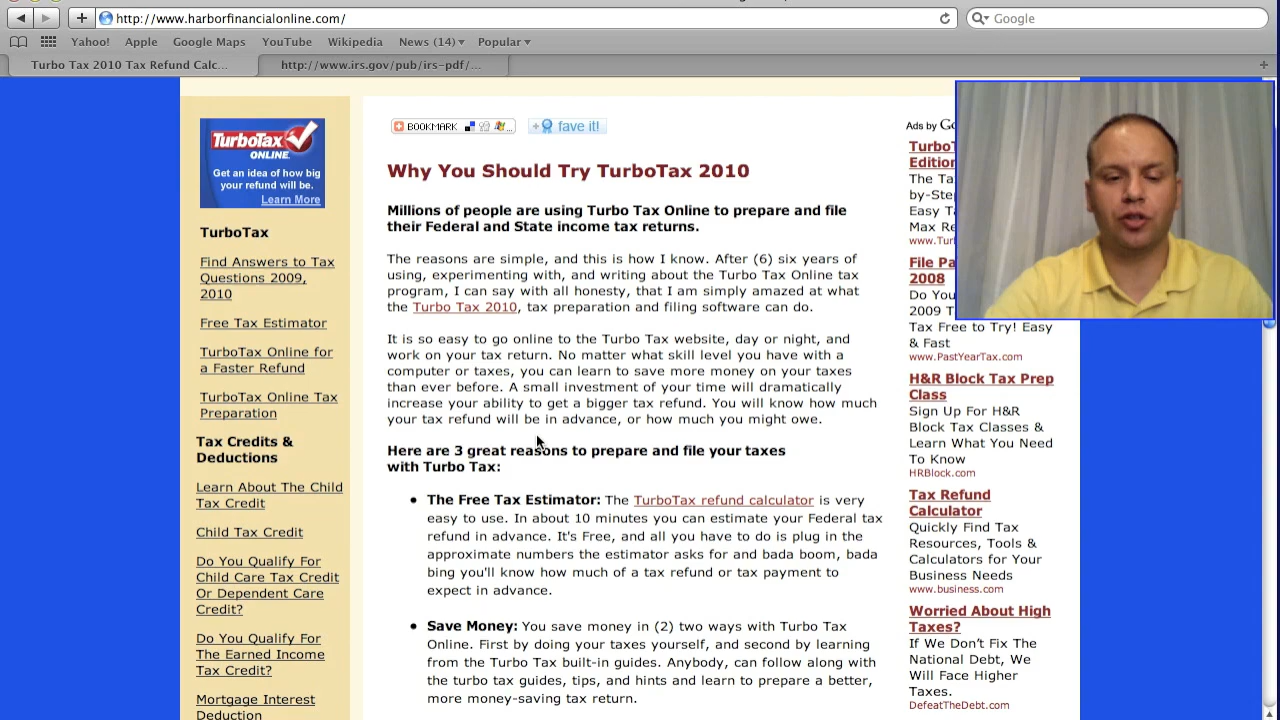 http://www.harborfinancialonline.com/
Google
Yahoo!
Apple
Google Maps
YouTube
Wikipedia
News (14)▾
Popular▾
Turbo Tax 2010 Tax Refund Calc...
http://www.irs.gov/pub/irs-pdf/...
TurboTax
ONLINE
Get an idea of how big
your refund will be.
Learn More
TurboTax
Find Answers to Tax
Questions 2009,
2010
Free Tax Estimator
TurboTax Online for
a Faster Refund
TurboTax Online Tax
Preparation
Tax Credits &
Deductions
Learn About The Child
Tax Credit
Child Tax Credit
Do You Qualify For
Child Care Tax Credit
Or Dependent Care
Credit?
Do You Qualify For
The Earned Income
Tax Credit?
Mortgage Interest
Deduction
BOOKMARK
fave it!
Why You Should Try TurboTax 2010
Millions of people are using Turbo Tax Online to prepare and file
their Federal and State income tax returns.
The reasons are simple, and this is how I know. After (6) six years of
using, experimenting with, and writing about the Turbo Tax Online tax
program, I can say with all honesty, that I am simply amazed at what
the Turbo Tax 2010, tax preparation and filing software can do.
It is so easy to go online to the Turbo Tax website, day or night, and
work on your tax return. No matter what skill level you have with a
computer or taxes, you can learn to save more money on your taxes
than ever before. A small investment of your time will dramatically
increase your ability to get a bigger tax refund. You will know how much
your tax refund will be in advance, or how much you might owe.
Here are 3 great reasons to prepare and file your taxes
with Turbo Tax:
The Free Tax Estimator: The TurboTax refund calculator is very
easy to use. In about 10 minutes you can estimate your Federal tax
refund in advance. It's Free, and all you have to do is plug in the
approximate numbers the estimator asks for and bada boom, bada
bing you'll know how much of a tax refund or tax payment to
expect in advance.
Save Money: You save money in (2) two ways with Turbo Tax
Online. First by doing your taxes yourself, and second by learning
from the Turbo Tax built-in guides. Anybody, can follow along with
the turbo tax guides, tips, and hints and learn to prepare a better,
more money-saving tax return.
Ads by
Edition
The Ta
by-Step
Easy T
Max Re
File Pa
2008
Do You
2009 T
Tax Free to Try! Easy
& Fast
www.PastYearTax.com
H&R Block Tax Prep
Class
Sign Up For H&R
Block Tax Classes &
Learn What You Need
To Know
HRBlock.com
Tax Refund
Calculator
Quickly Find Tax
Resources, Tools &
Calculators for Your
Business Needs
www.business.com
Worried About High
Taxes?
If We Don't Fix The
National Debt, We
Will Face Higher
Taxes.
DefeatTheDebt.com